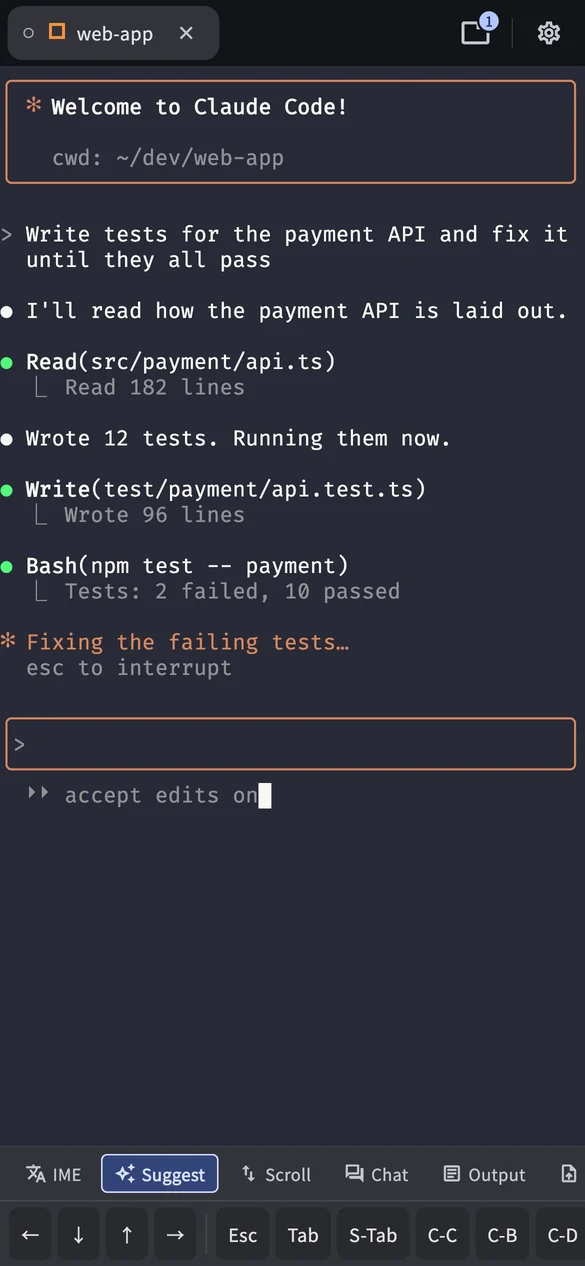 web-app
1
Welcome to Claude Code!
cwd: ~/dev/web-app
> Write tests for the payment API and fix it
until they all pass
● I'll read how the payment API is laid out.
● Read(src/payment/api.ts)
⎿ Read 182 lines
● Wrote 12 tests. Running them now.
● Write(test/payment/api.test.ts)
⎿ Wrote 96 lines
● Bash(npm test -- payment)
⎿ Tests: 2 failed, 10 passed
✻ Fixing the failing tests…
esc to interrupt
>
accept edits on
IME Suggest Scroll Chat Output
← ↓ ↑ → Esc Tab S-Tab C-C C-B C-D